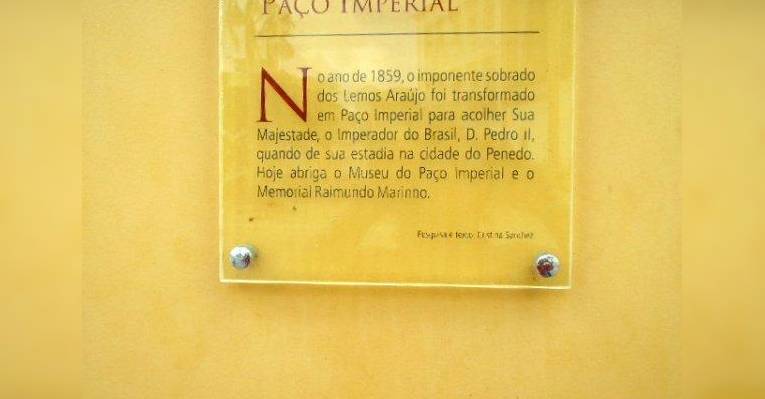 PAÇO IMPERIAL
No ano de 1859, o imponente sobrado
dos Lemos Araújo foi transformado
em Paço Imperial para acolher Sua
Majestade, o Imperador do Brasil, D. Pedro II,
quando de sua estadia na cidade do Penedo.
Hoje abriga o Museu do Paço Imperial e o
Memorial Raimundo Marinho.
Pesquisa e texto: Cristina Sanchez